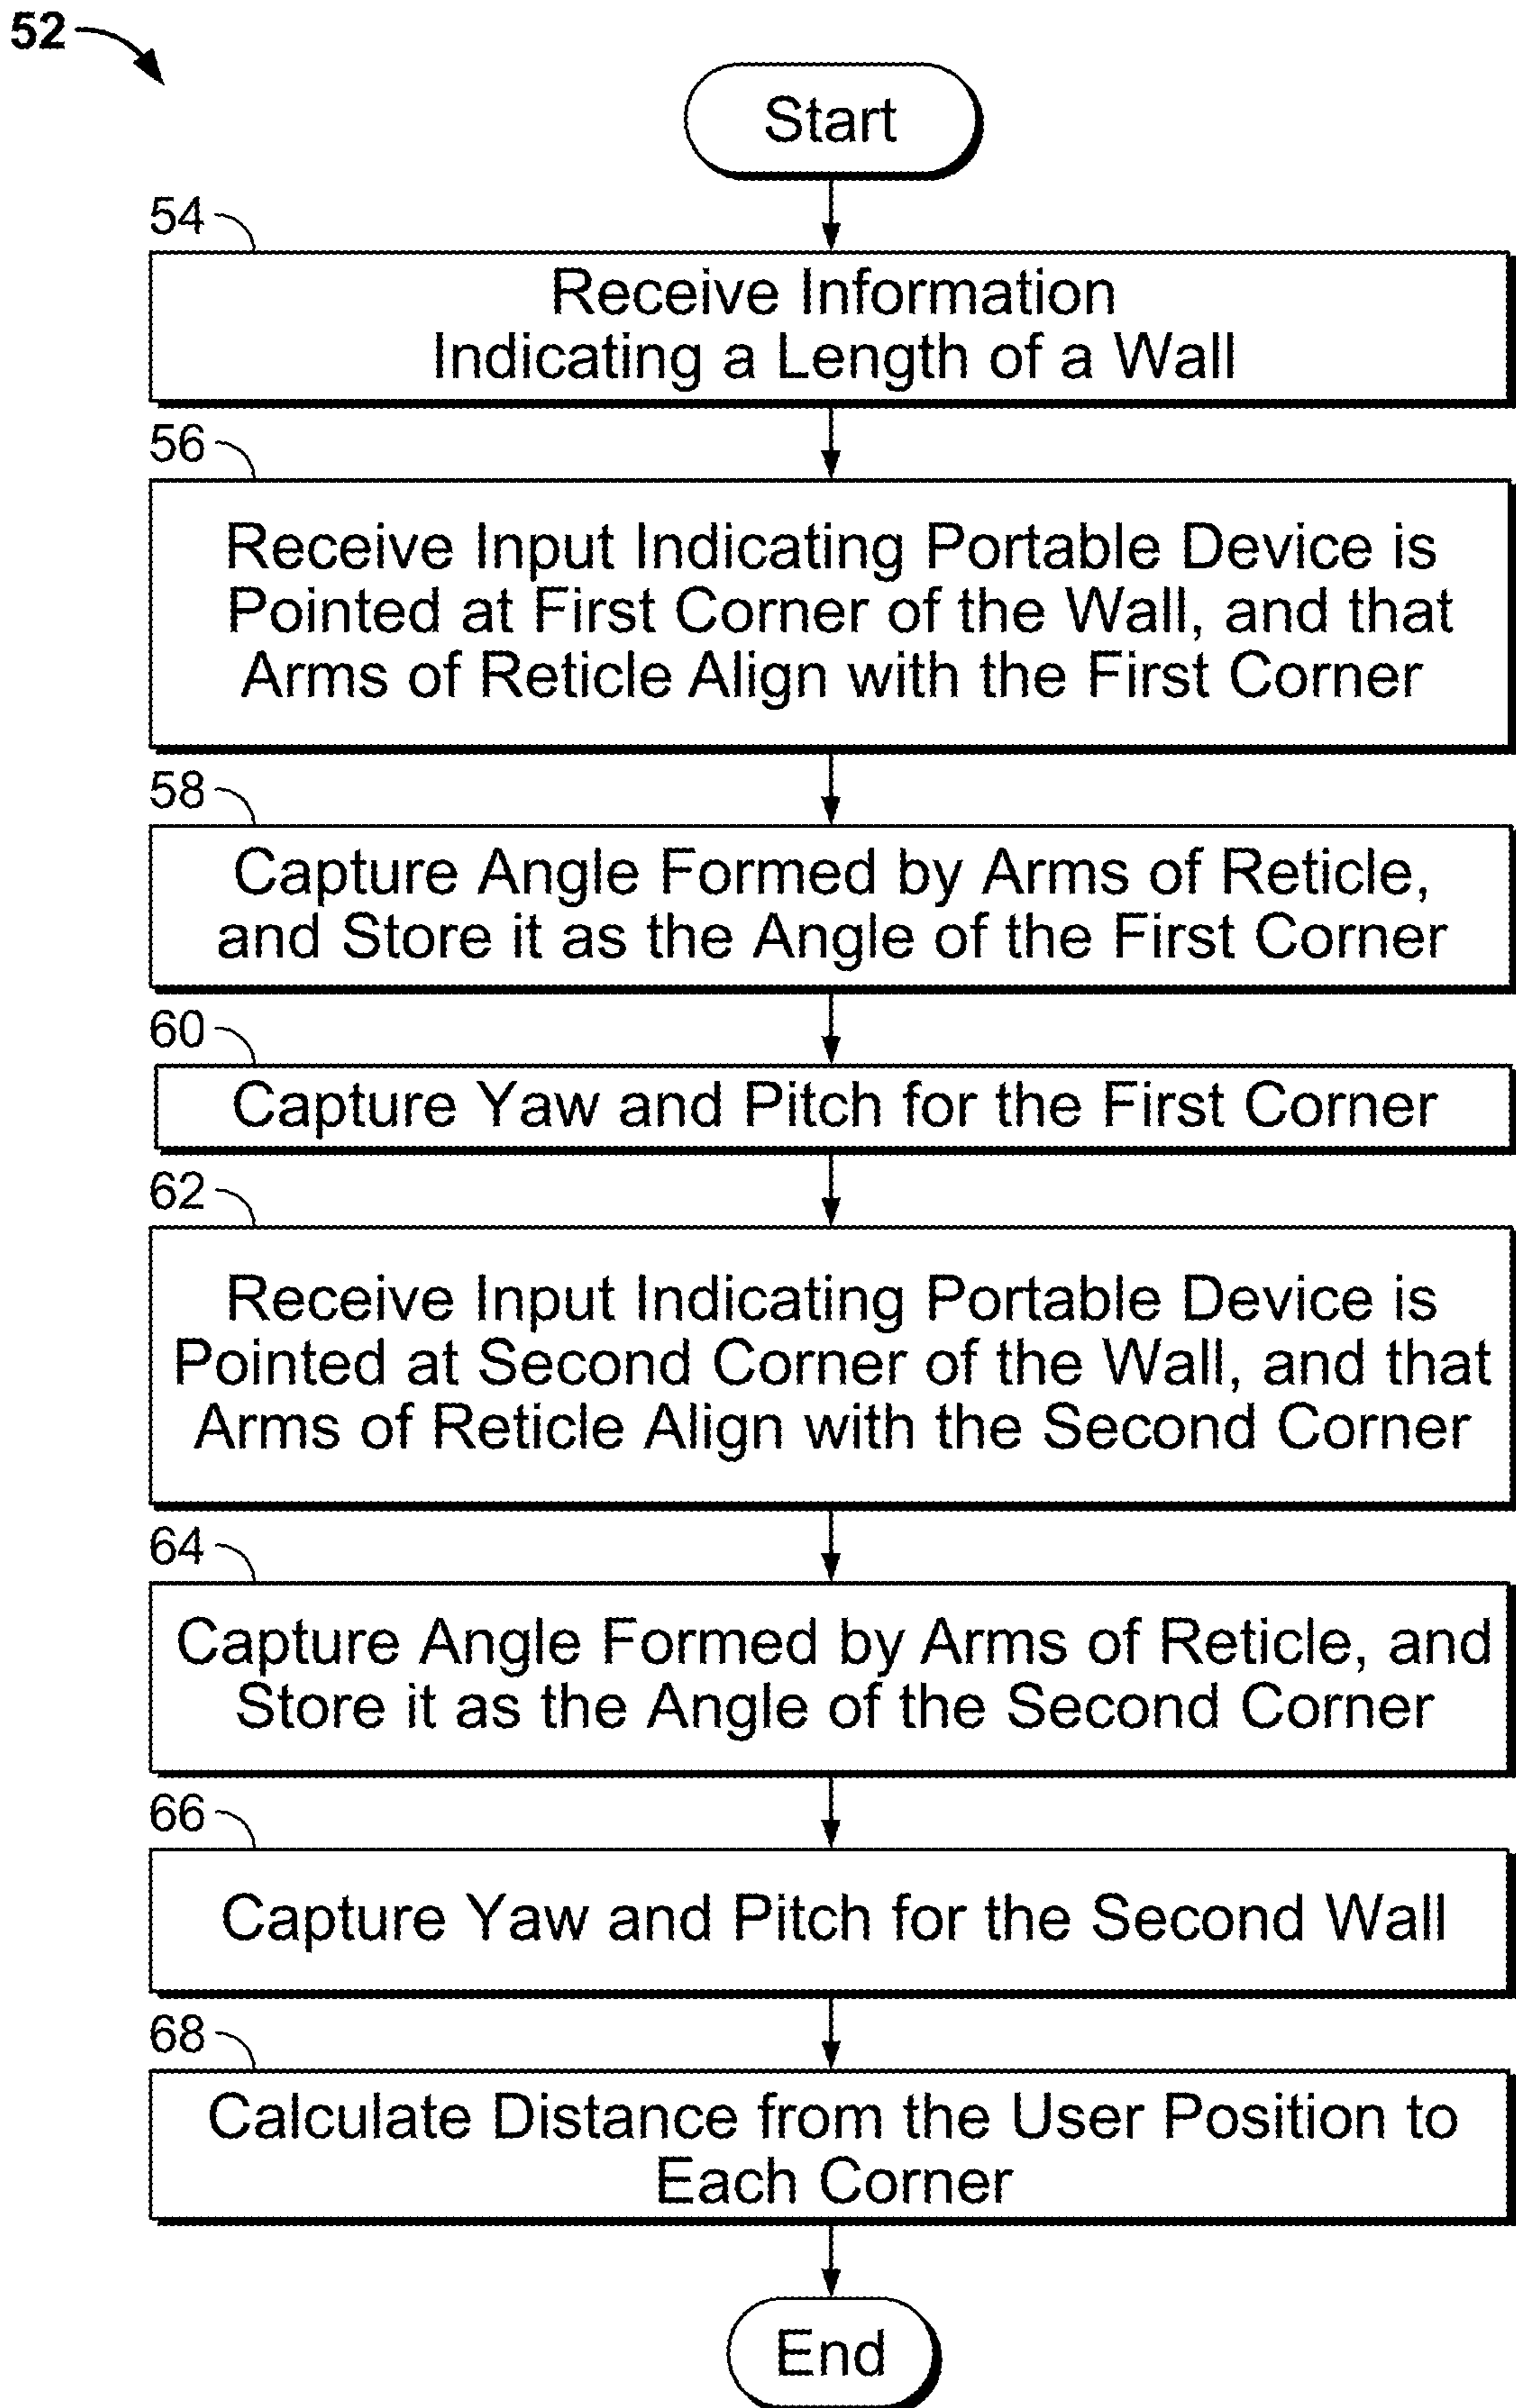 52
Start
54
Receive Information
Indicating a Length of a Wall
56
Receive Input Indicating Portable Device is
Pointed at First Corner of the Wall, and that
Arms of Reticle Align with the First Corner
58
Capture Angle Formed by Arms of Reticle,
and Store it as the Angle of the First Corner
60
Capture Yaw and Pitch for the First Corner
62
Receive Input Indicating Portable Device is
Pointed at Second Corner of the Wall, and that
Arms of Reticle Align with the Second Corner
64
Capture Angle Formed by Arms of Reticle, and
Store it as the Angle of the Second Corner
66
Capture Yaw and Pitch for the Second Wall
68
Calculate Distance from the User Position to
Each Corner
End